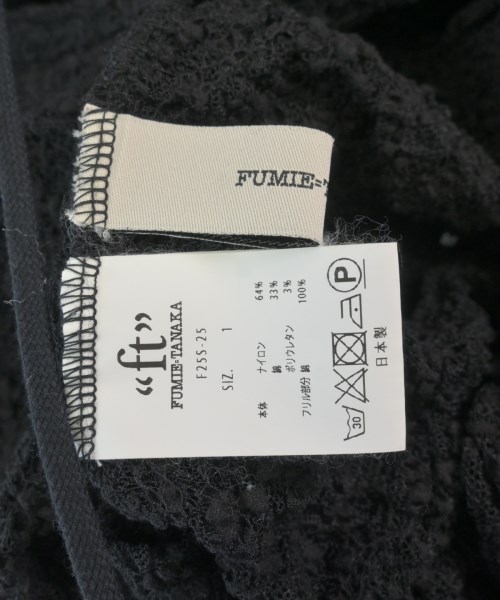 FUMIE=
“ft”
FUMIE=TANAKA
F25S-25
SIZ. 1
本体 ナイロン 64%
綿 33%
ポリウレタン 3%
フリル部分 綿 100%
30
P
日本製